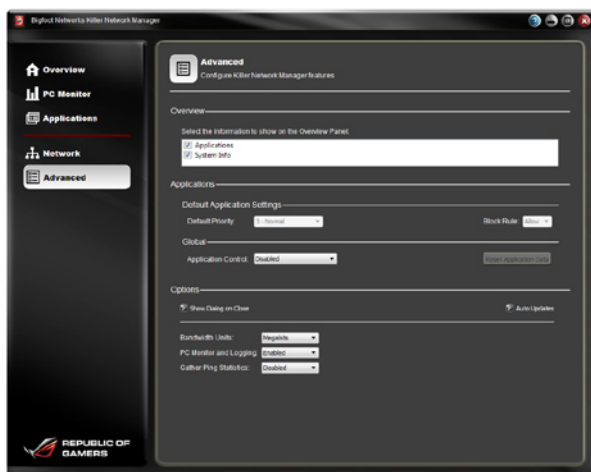 Bigfoot Networks Killer Network Manager
Overview
PC Monitor
Applications
Network
Advanced
REPUBLIC OF
GAMERS
Advanced
Configure Killer Network Manager features
Overview
Select the information to show on the Overview Panel:
Applications
System Info
Applications
Default Application Settings
Default Priority: 3 - Normal
Block Rule: Allow
Global
Application Control: Disabled
Reset Application Data
Options
Show Dialog on Close
Auto Updates
Bandwidth Units: Megabits
PC Monitor and Logging: Enabled
Gather Ping Statistics: Disabled